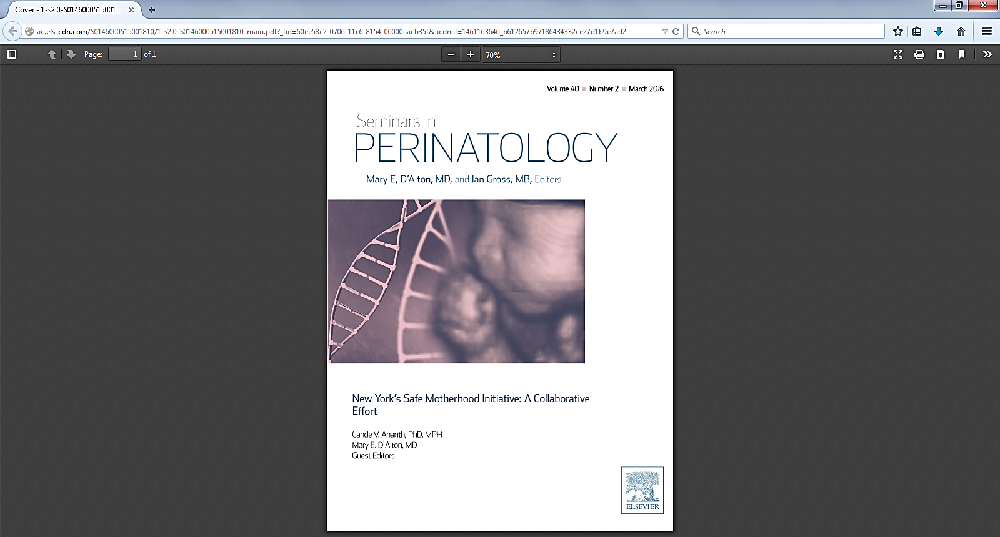 Cover - 1-s2.0-S0146000515001...
ac.els-cdn.com/S0146000515001810/1-s2.0-S0146000515001810-main.pdf?_tid=60ee58c2-0706-11e6-8154-00000aacb35f&acdnat=1461163646_b612657b97186434332ce27d1b9e7ad2
Search
Page: 1 of 1
70%
Volume 40 Number 2 March 2016
Seminars in
PERINATOLOGY
Mary E, D'Alton, MD, and Ian Gross, MB, Editors
New York's Safe Motherhood Initiative: A Collaborative
Effort
Cande V. Ananth, PhD, MPH
Mary E. D'Alton, MD
Guest Editors
ELSEVIER